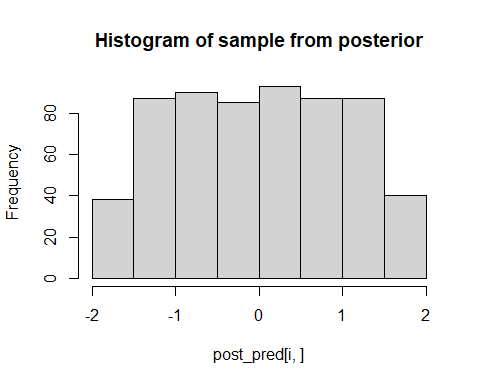 Histogram of sample from posterior
Frequency
80
60
40
20
0
-2 -1 0 1 2
post_pred[i, ]